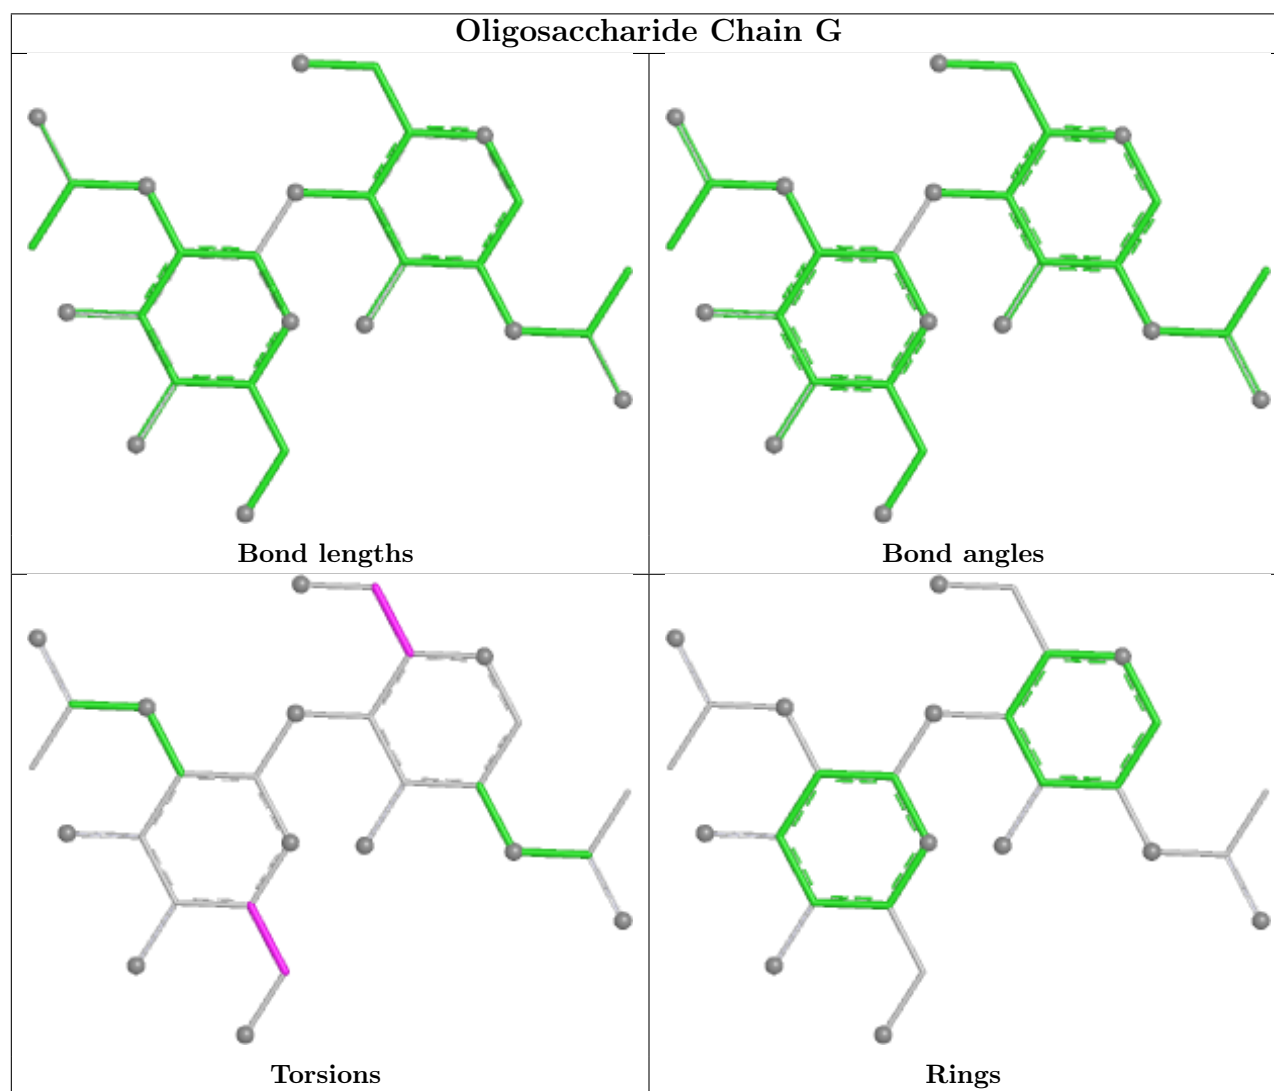 Oligosaccharide Chain G
Bond lengths
Bond angles
Torsions
Rings